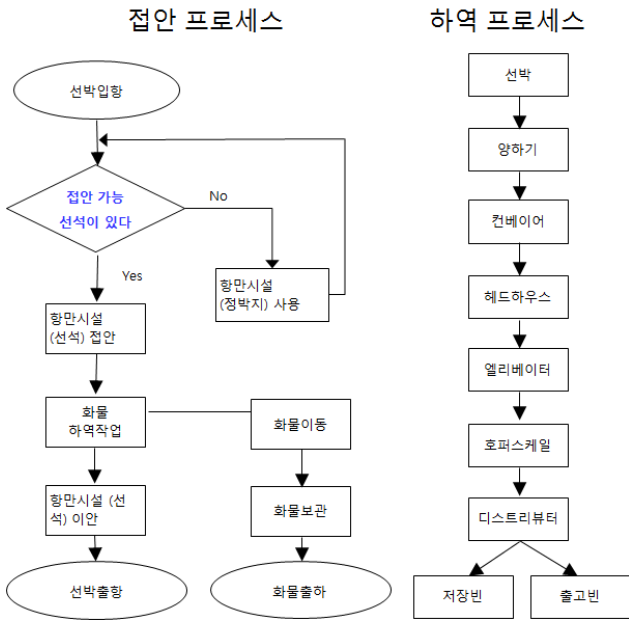 접안 프로세스
선박입항
접안 가능
선석이 있다
No
Yes
항만시설
(정박지) 사용
항만시설
(선석) 접안
화물
하역작업
화물이동
항만시설 (선
석) 이안
화물보관
선박출항
화물출하
하역 프로세스
선박
양하기
컨베이어
헤드하우스
엘리베이터
호퍼스케일
디스트리뷰터
저장빈
출고빈